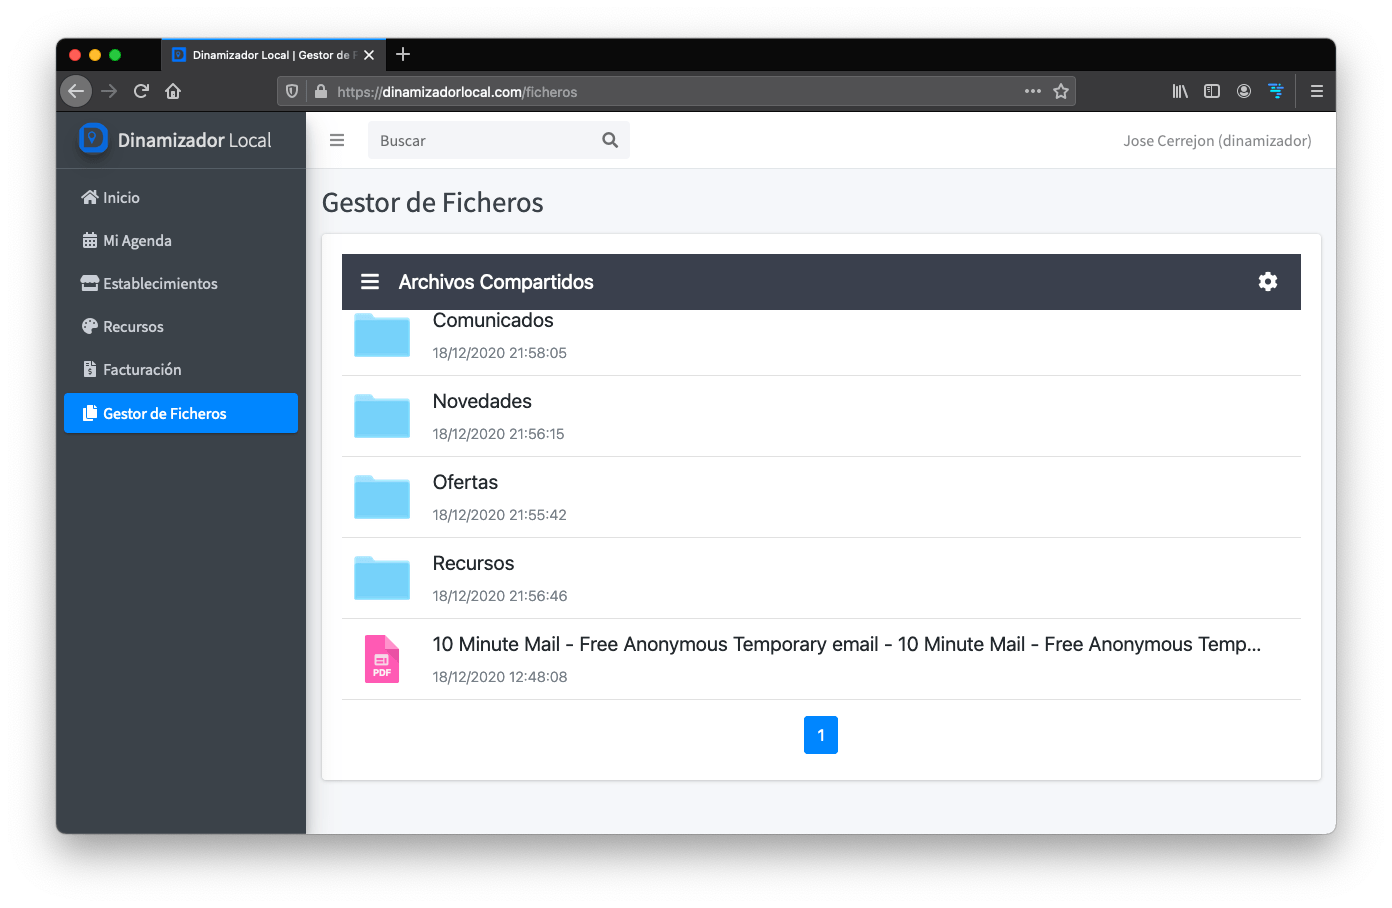 Dinamizador Local | Gestor de F
https://dinamizadorlocal.com/ficheros
Dinamizador Local
Buscar
Jose Cerrejon (dinamizador)
Inicio
Mi Agenda
Establecimientos
Recursos
Facturación
Gestor de Ficheros
Gestor de Ficheros
Archivos Compartidos
Comunicados
18/12/2020 21:58:05
Novedades
18/12/2020 21:56:15
Ofertas
18/12/2020 21:55:42
Recursos
18/12/2020 21:56:46
PDF
10 Minute Mail - Free Anonymous Temporary email - 10 Minute Mail - Free Anonymous Temp...
18/12/2020 12:48:08
1